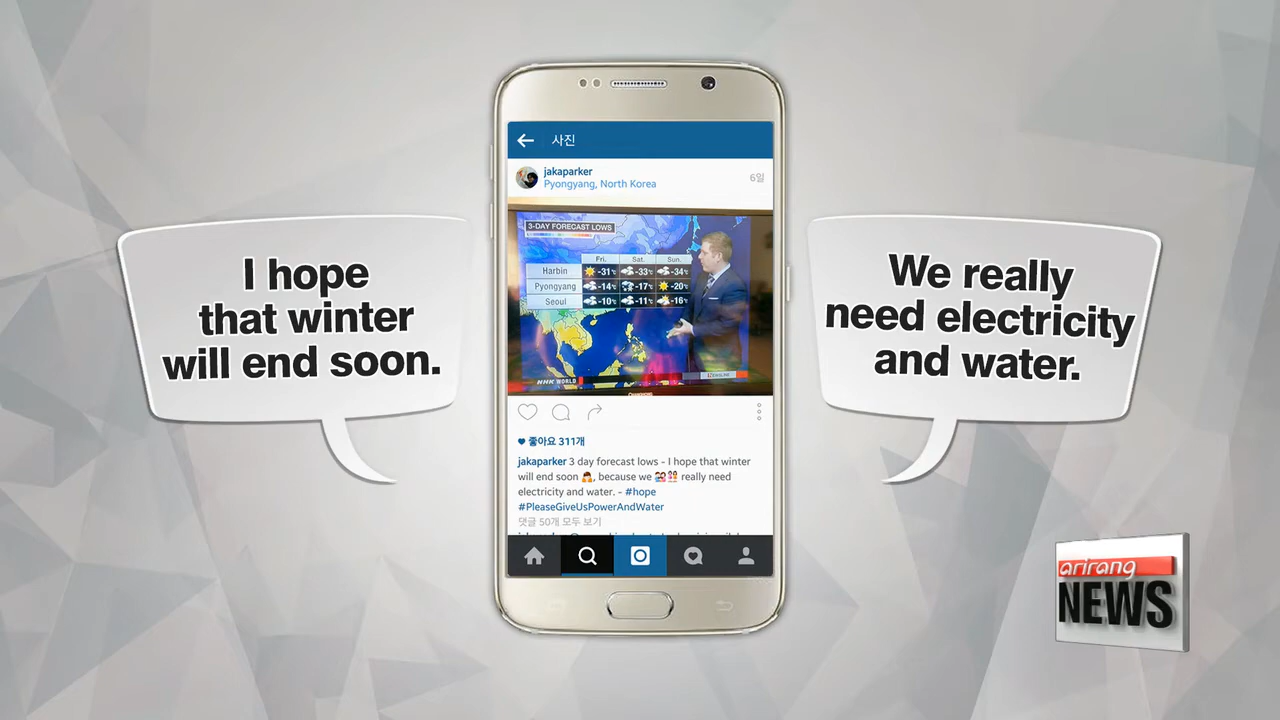 I hope
that winter
will end soon.
We really
need electricity
and water.
사진
jakaparker
Pyongyang, North Korea
6일
3-DAY FORECAST LOWS
Fri. Sat. Sun.
Harbin -31℃ -33℃ -34℃
Pyongyang -14℃ -17℃ -20℃
Seoul -10℃ -11℃ -16℃
NHK WORLD
좋아요 311개
jakaparker 3 day forecast lows - I hope that winter
will end soon 🙇, because we 👪👯 really need
electricity and water. - #hope
#PleaseGiveUsPowerAndWater
댓글 50개 모두 보기
arirang
NEWS